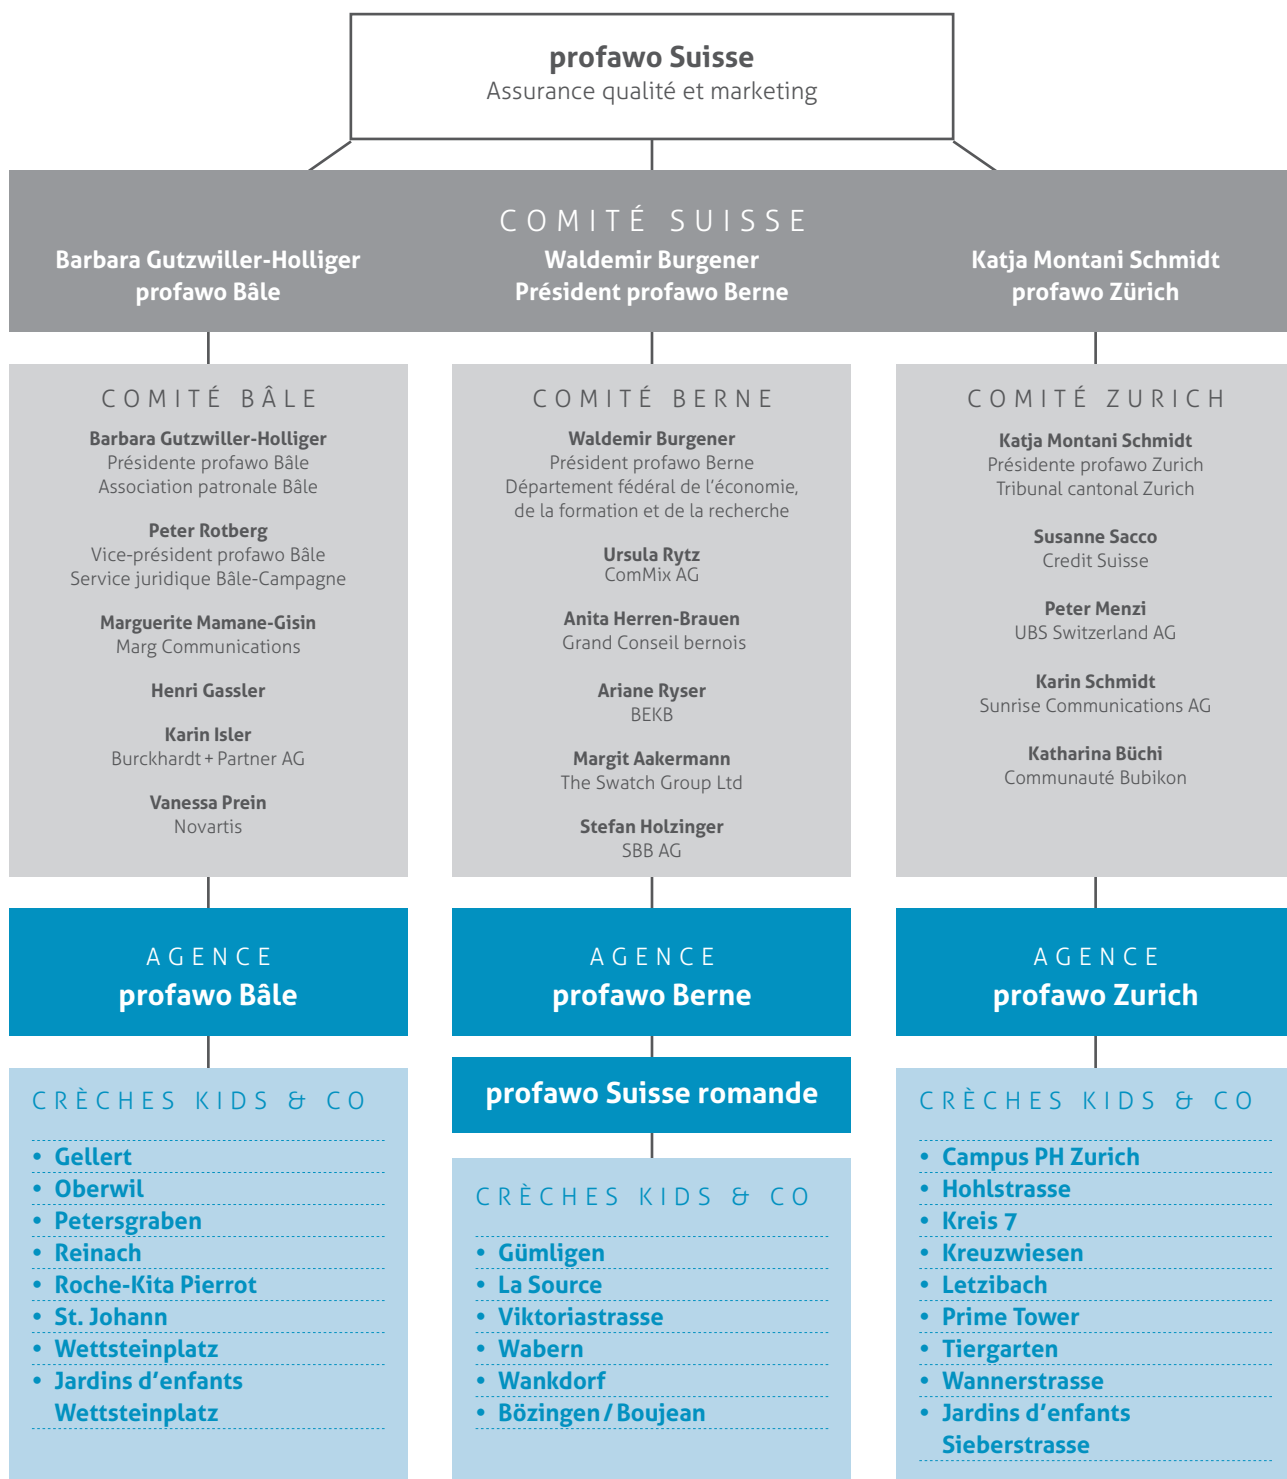 profawo Suisse
Assurance qualité et marketing
COMITÉ SUISSE
Barbara Gutzwiller-Holliger
profawo Bâle
Waldemir Burgener
Président profawo Berne
Katja Montani Schmidt
profawo Zürich
COMITÉ BÂLE
Barbara Gutzwiller-Holliger
Présidente profawo Bâle
Association patronale Bâle
Peter Rotberg
Vice-président profawo Bâle
Service juridique Bâle-Campagne
Marguerite Mamane-Gisin
Marg Communications
Henri Gassler
Karin Isler
Burckhardt + Partner AG
Vanessa Prein
Novartis
COMITÉ BERNE
Waldemir Burgener
Président profawo Berne
Département fédéral de l’économie,
de la formation et de la recherche
Ursula Rytz
ComMix AG
Anita Herren-Brauen
Grand Conseil bernois
Ariane Ryser
BEKB
Margit Aakermann
The Swatch Group Ltd
Stefan Holzinger
SBB AG
COMITÉ ZURICH
Katja Montani Schmidt
Présidente profawo Zurich
Tribunal cantonal Zurich
Susanne Sacco
Credit Suisse
Peter Menzi
UBS Switzerland AG
Karin Schmidt
Sunrise Communications AG
Katharina Büchi
Communauté Bubikon
AGENCE
profawo Bâle
AGENCE
profawo Berne
AGENCE
profawo Zurich
profawo Suisse romande
CRÈCHES KIDS & CO
• Gellert
• Oberwil
• Petersgraben
• Reinach
• Roche-Kita Pierrot
• St. Johann
• Wettsteinplatz
• Jardins d’enfants
Wettsteinplatz
CRÈCHES KIDS & CO
• Gümligen
• La Source
• Viktoriastrasse
• Wabern
• Wankdorf
• Bözingen / Boujean
CRÈCHES KIDS & CO
• Campus PH Zurich
• Hohlstrasse
• Kreis 7
• Kreuzwiesen
• Letzibach
• Prime Tower
• Tiergarten
• Wannerstrasse
• Jardins d’enfants
Sieberstrasse